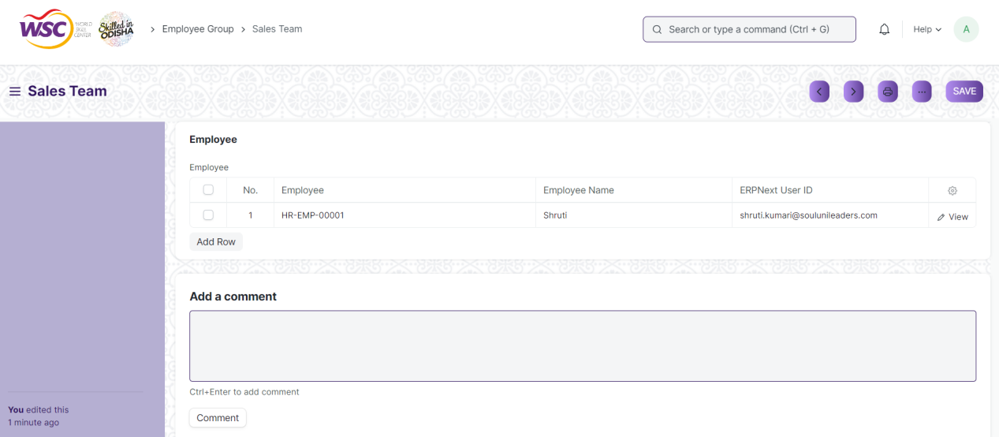 WSC WORLD SKILL CENTER Skilled in ODISHA > Employee Group > Sales Team Search or type a command (Ctrl + G) Help A
Sales Team ... SAVE
Employee
Employee
No. Employee Employee Name ERPNext User ID
1 HR-EMP-00001 Shruti shruti.kumari@soulunileaders.com View
Add Row
Add a comment
Ctrl+Enter to add comment
You edited this
1 minute ago
Comment